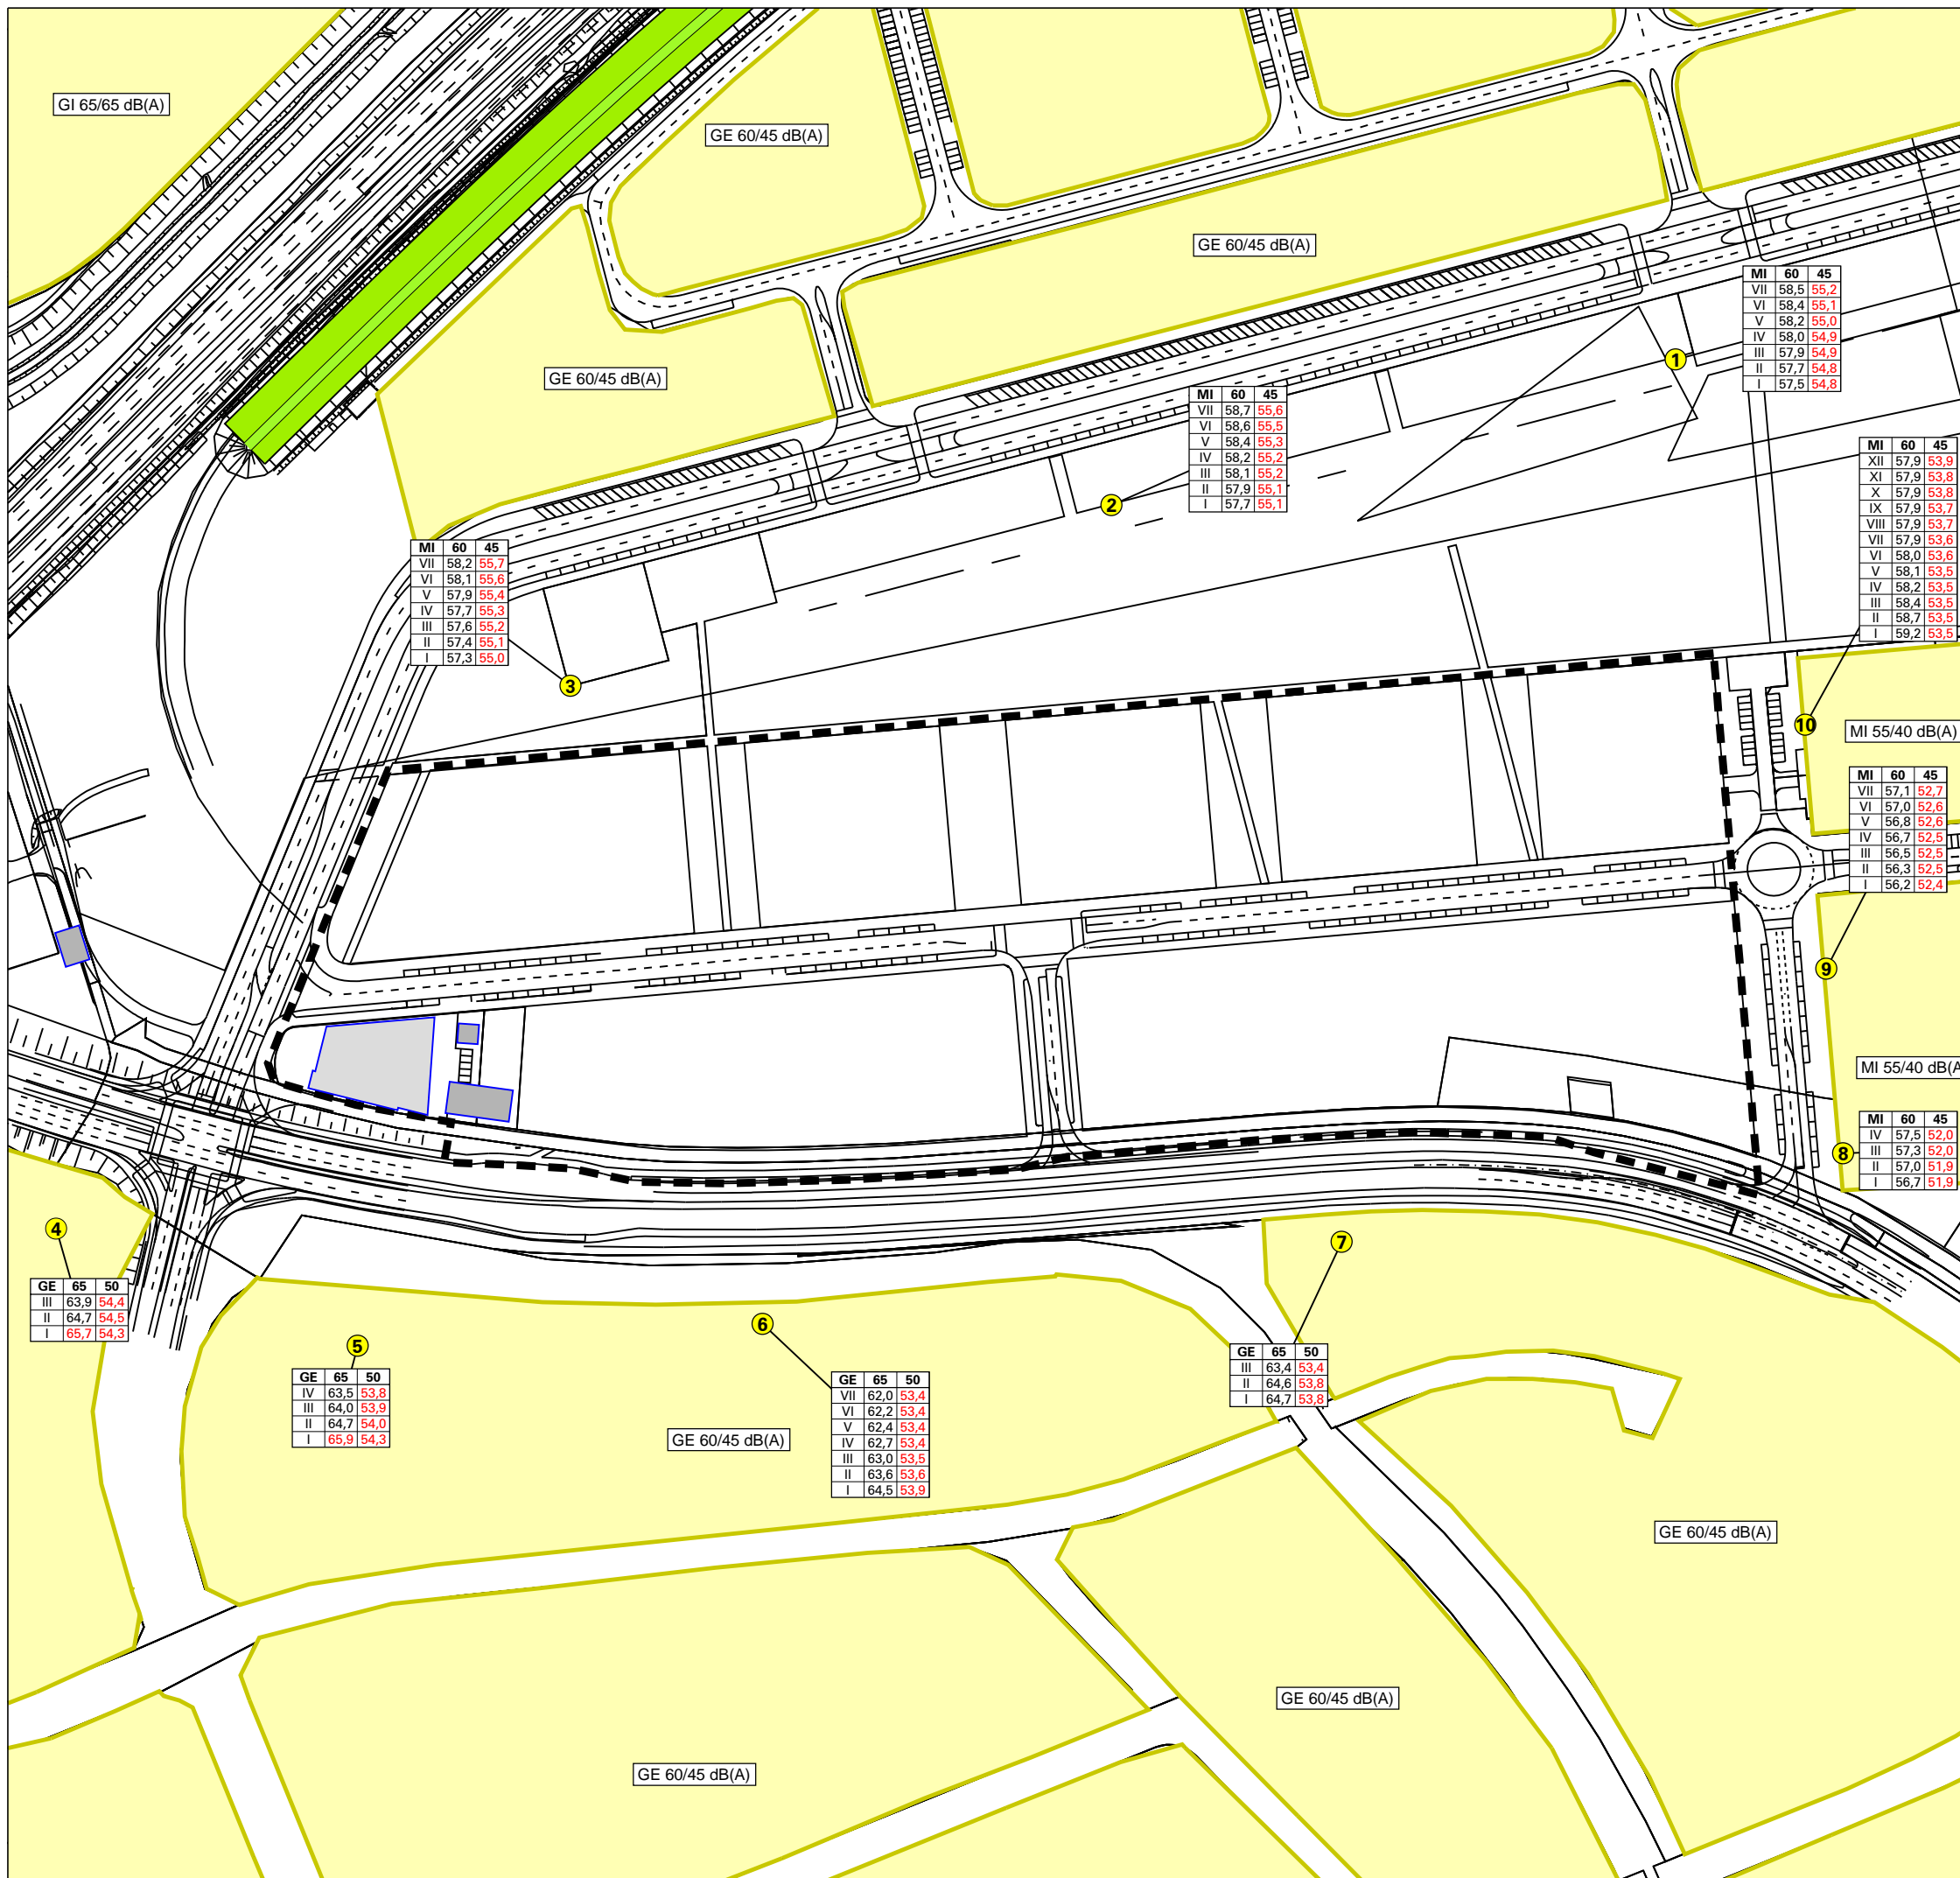 GI 65/65 dB(A)
GE 60/45 dB(A)
GE 60/45 dB(A)
GE 60/45 dB(A)
1
MI 60 45
VII 58,5 55,2
VI 58,4 55,1
V 58,2 55,0
IV 58,0 54,9
III 57,9 54,9
II 57,7 54,8
I 57,5 54,8
2
MI 60 45
VII 58,7 55,6
VI 58,6 55,5
V 58,4 55,3
IV 58,2 55,2
III 58,1 55,2
II 57,9 55,1
I 57,7 55,1
MI 60 45
XII 57,9 53,9
XI 57,9 53,8
X 57,9 53,8
IX 57,9 53,7
VIII 57,9 53,7
VII 57,9 53,6
VI 58,0 53,6
V 58,1 53,5
IV 58,2 53,5
III 58,4 53,5
II 58,7 53,5
I 59,2 53,5
MI 60 45
VII 58,2 55,7
VI 58,1 55,6
V 57,9 55,4
IV 57,7 55,3
III 57,6 55,2
II 57,4 55,1
I 57,3 55,0
3
10
MI 55/40 dB(A)
MI 60 45
VII 57,1 52,7
VI 57,0 52,6
V 56,8 52,6
IV 56,7 52,5
III 56,5 52,5
II 56,3 52,5
I 56,2 52,4
9
MI 55/40 dB(A
8
MI 60 45
IV 57,5 52,0
III 57,3 52,0
II 57,0 51,9
I 56,7 51,9
4
GE 65 50
III 63,9 54,4
II 64,7 54,5
I 65,7 54,3
5
GE 65 50
IV 63,5 53,8
III 64,0 53,9
II 64,7 54,0
I 65,9 54,3
6
GE 65 50
VII 62,0 53,4
VI 62,2 53,4
V 62,4 53,4
IV 62,7 53,4
III 63,0 53,5
II 63,6 53,6
I 64,5 53,9
7
GE 65 50
III 63,4 53,4
II 64,6 53,8
I 64,7 53,8
GE 60/45 dB(A)
GE 60/45 dB(A)
GE 60/45 dB(A)
GE 60/45 dB(A)